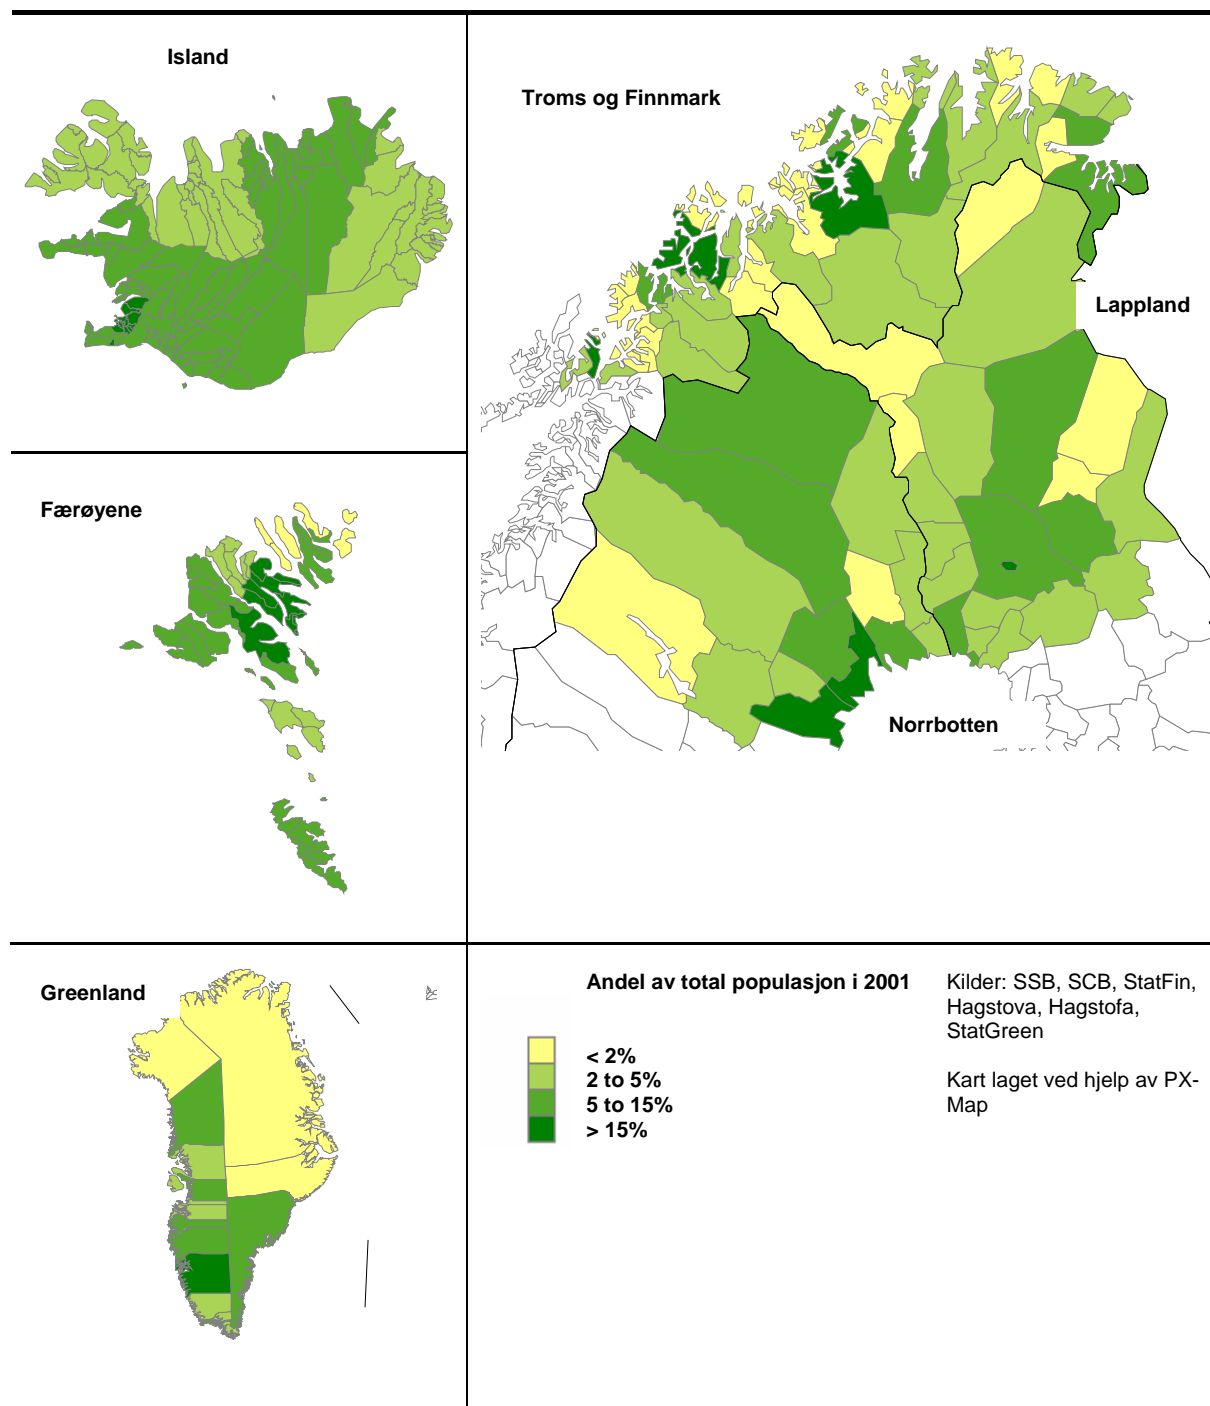 Island
Troms og Finnmark
Lappland
Færøyene
Norrbotten
Greenland
Andel av total populasjon i 2001
< 2%
2 to 5%
5 to 15%
> 15%
Kilder: SSB, SCB, StatFin,
Hagstova, Hagstofa,
StatGreen
Kart laget ved hjelp av PX-
Map